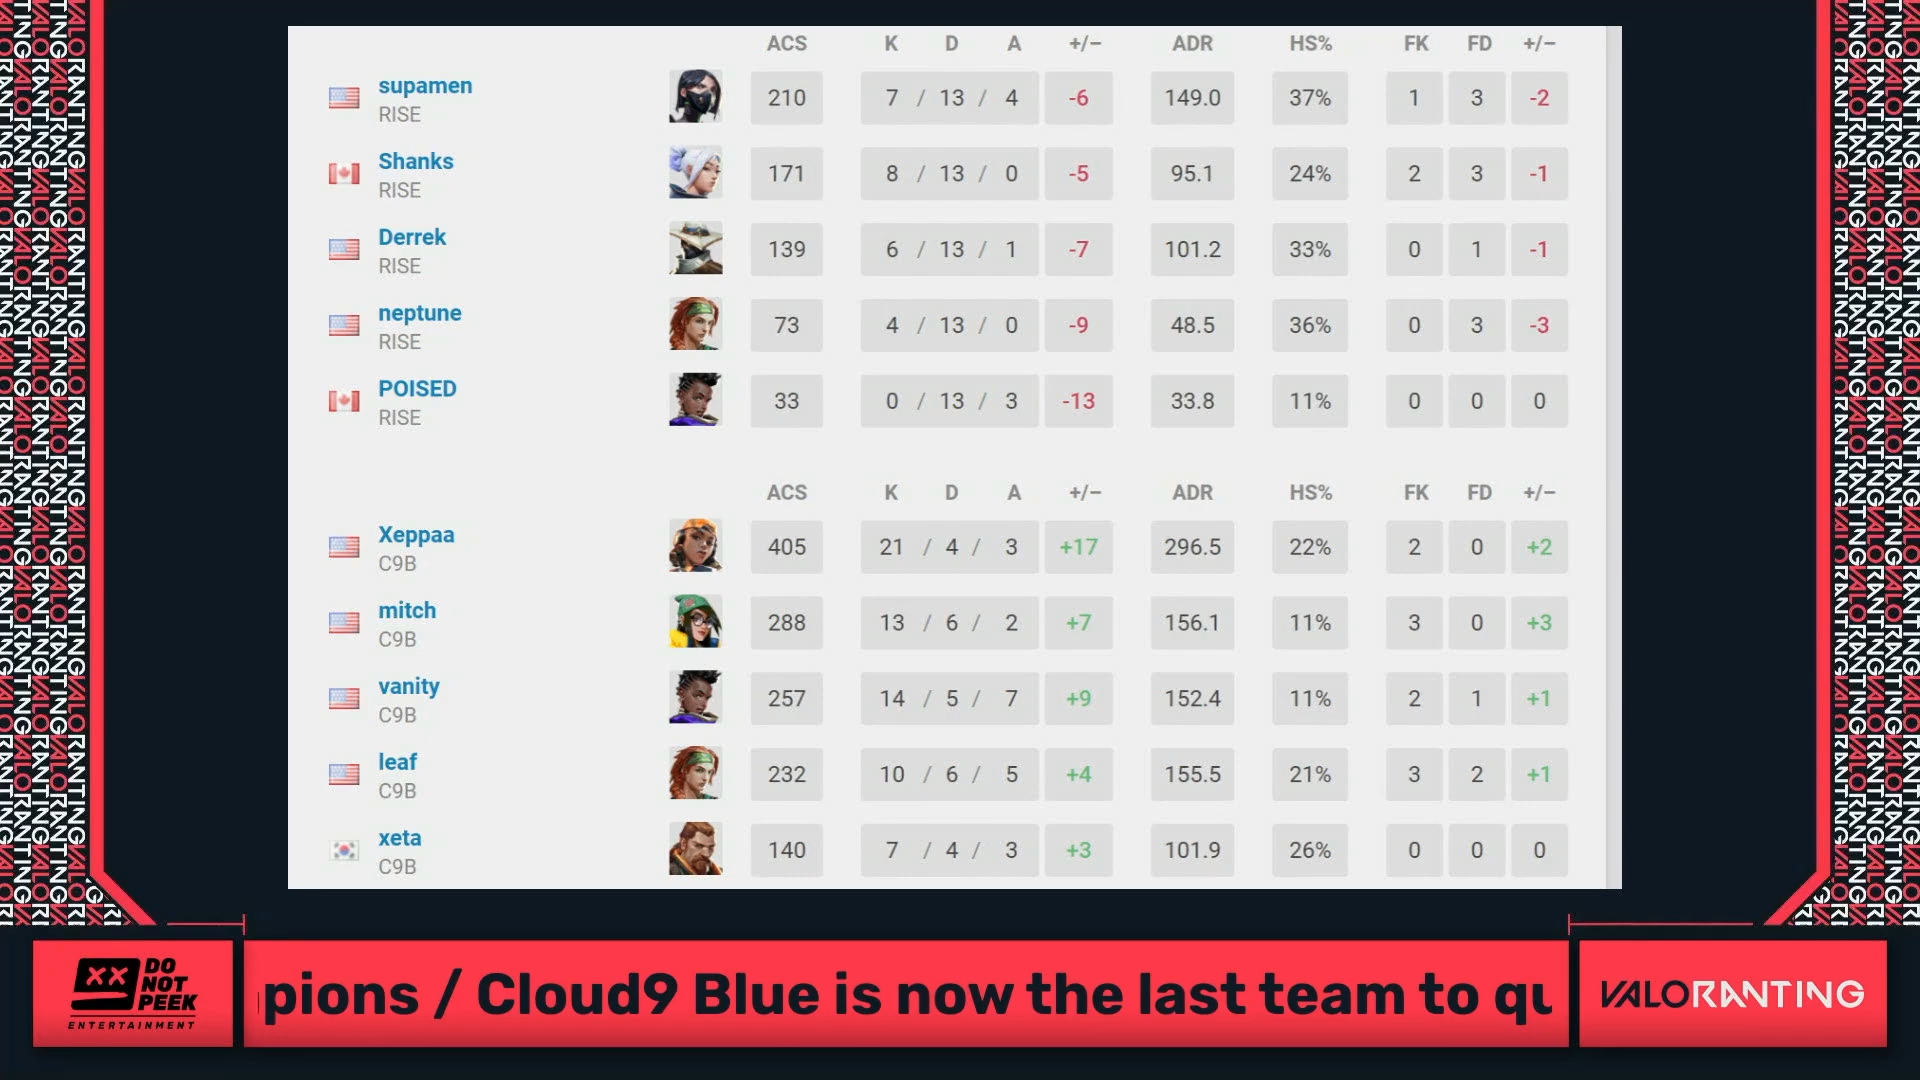 ACS K D A +/− ADR HS% FK FD +/−
supamen 210 7 / 13 / 4 -6 149.0 37% 1 3 -2
RISE
Shanks 171 8 / 13 / 0 -5 95.1 24% 2 3 -1
RISE
Derrek 139 6 / 13 / 1 -7 101.2 33% 0 1 -1
RISE
neptune 73 4 / 13 / 0 -9 48.5 36% 0 3 -3
RISE
POISED 33 0 / 13 / 3 -13 33.8 11% 0 0 0
RISE
ACS K D A +/− ADR HS% FK FD +/−
Xeppaa 405 21 / 4 / 3 +17 296.5 22% 2 0 +2
C9B
mitch 288 13 / 6 / 2 +7 156.1 11% 3 0 +3
C9B
vanity 257 14 / 5 / 7 +9 152.4 11% 2 1 +1
C9B
leaf 232 10 / 6 / 5 +4 155.5 21% 3 2 +1
C9B
xeta 140 7 / 4 / 3 +3 101.9 26% 0 0 0
C9B
XX DO
NOT
PEEK
ENTERTAINMENT
pions / Cloud9 Blue is now the last team to qu
VALORANTING